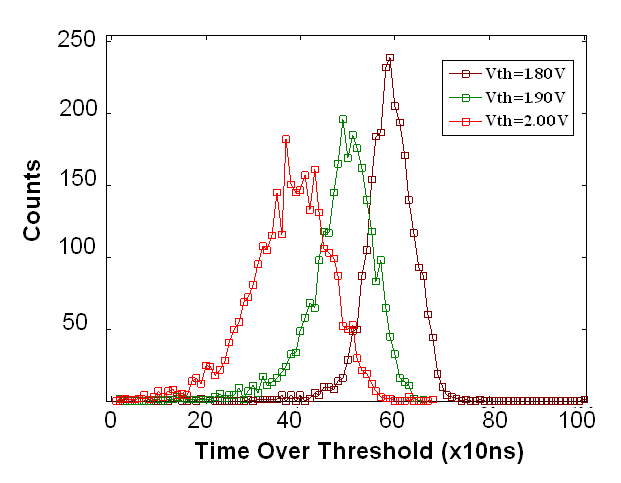 250
200
150
100
50
Counts
Vth=1.80V
Vth=1.90V
Vth=2.00V
0 20 40 60 80 100
Time Over Threshold (x10ns)